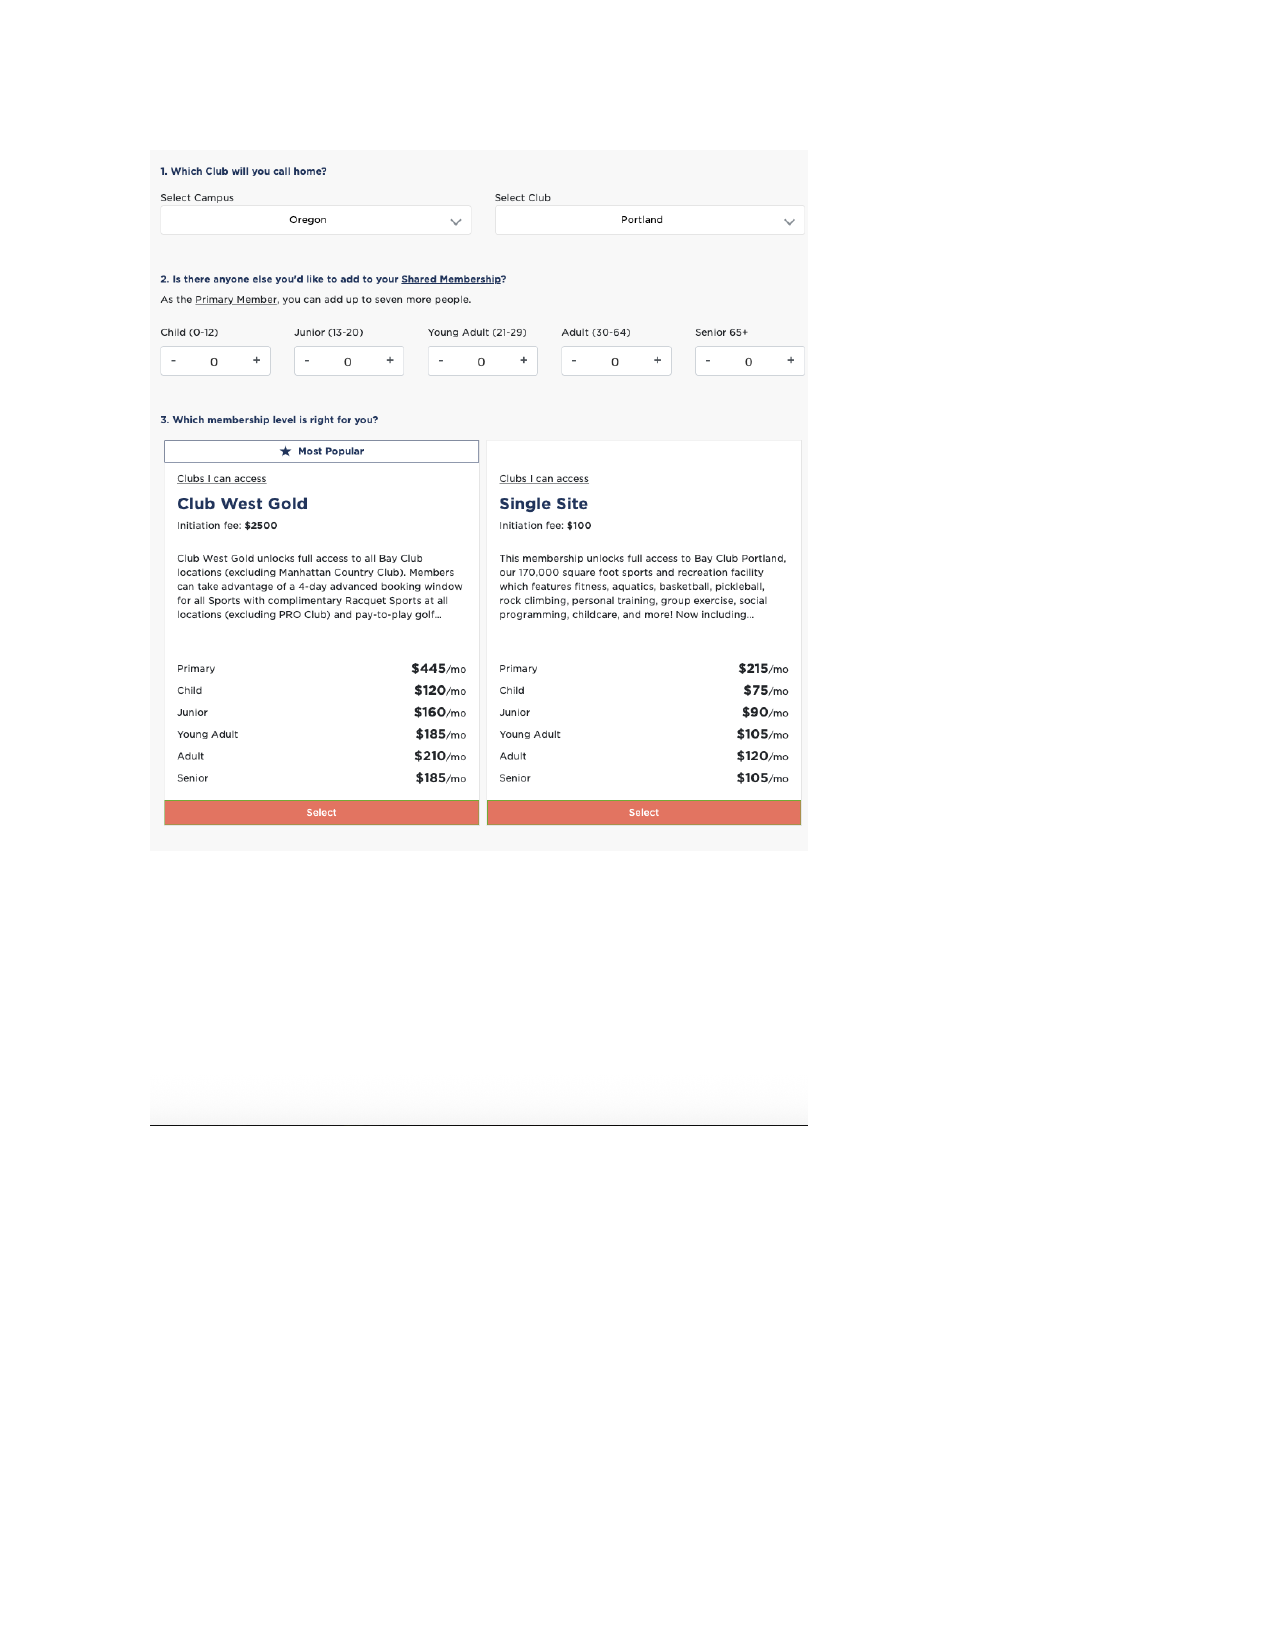 1. Which Club will you call home?
Select Campus
Oregon
Select Club
Portland
2. Is there anyone else you'd like to add to your Shared Membership?
As the Primary Member, you can add up to seven more people.
Child (0-12)
- 0 +
Junior (13-20)
- 0 +
Young Adult (21-29)
- 0 +
Adult (30-64)
- 0 +
Senior 65+
- 0 +
3. Which membership level is right for you?
★ Most Popular
Clubs I can access
Club West Gold
Initiation fee: $2500
Club West Gold unlocks full access to all Bay Club
locations (excluding Manhattan Country Club). Members
can take advantage of a 4-day advanced booking window
for all Sports with complimentary Racquet Sports at all
locations (excluding PRO Club) and pay-to-play golf...
Primary $445/mo
Child $120/mo
Junior $160/mo
Young Adult $185/mo
Adult $210/mo
Senior $185/mo
Select
Clubs I can access
Single Site
Initiation fee: $100
This membership unlocks full access to Bay Club Portland,
our 170,000 square foot sports and recreation facility
which features fitness, aquatics, basketball, pickleball,
rock climbing, personal training, group exercise, social
programming, childcare, and more! Now including...
Primary $215/mo
Child $75/mo
Junior $90/mo
Young Adult $105/mo
Adult $120/mo
Senior $105/mo
Select